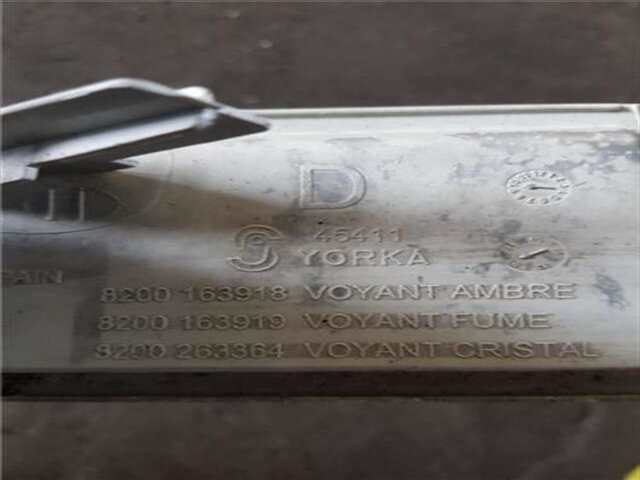 D
45411
YORKA
8200 163918 VOYANT AMBRE
8200 163919 VOYANT FUME
8200 263364 VOYANT CRISTAL